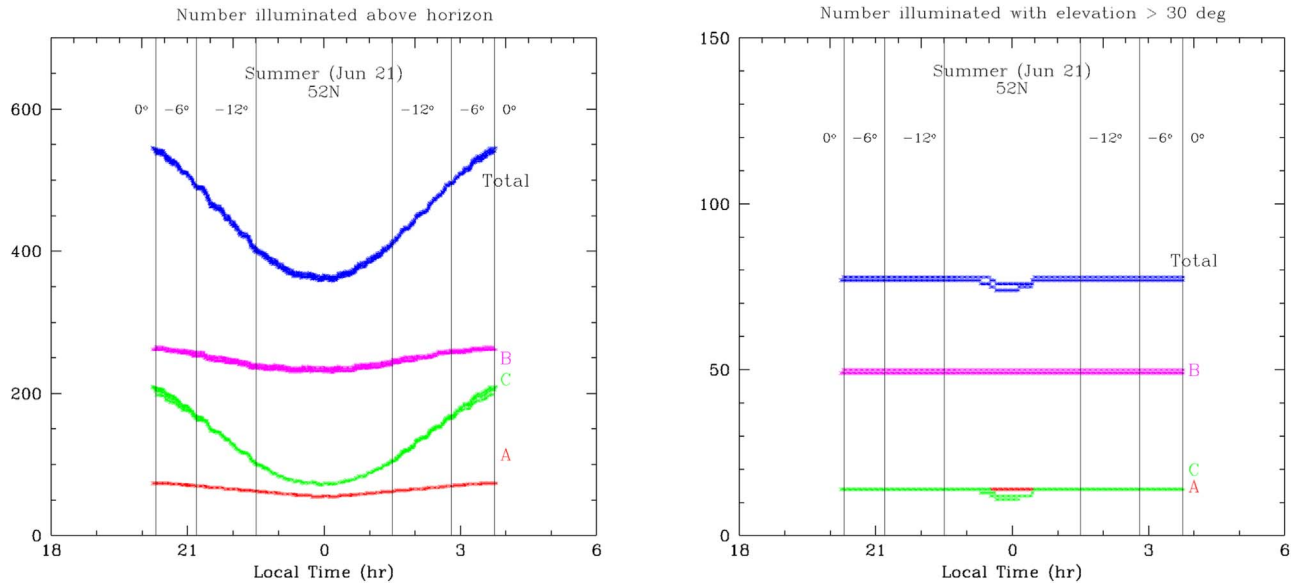 Number illuminated above horizon
Summer (Jun 21)
52N
0° -6° -12° -12° -6° 0°
600
400
200
0
Total
B
C
A
18 21 0 3 6
Local Time (hr)
Number illuminated with elevation > 30 deg
150
Summer (Jun 21)
52N
0° -6° -12° -12° -6° 0°
100
50
0
Total
B
C
A
18 21 0 3 6
Local Time (hr)